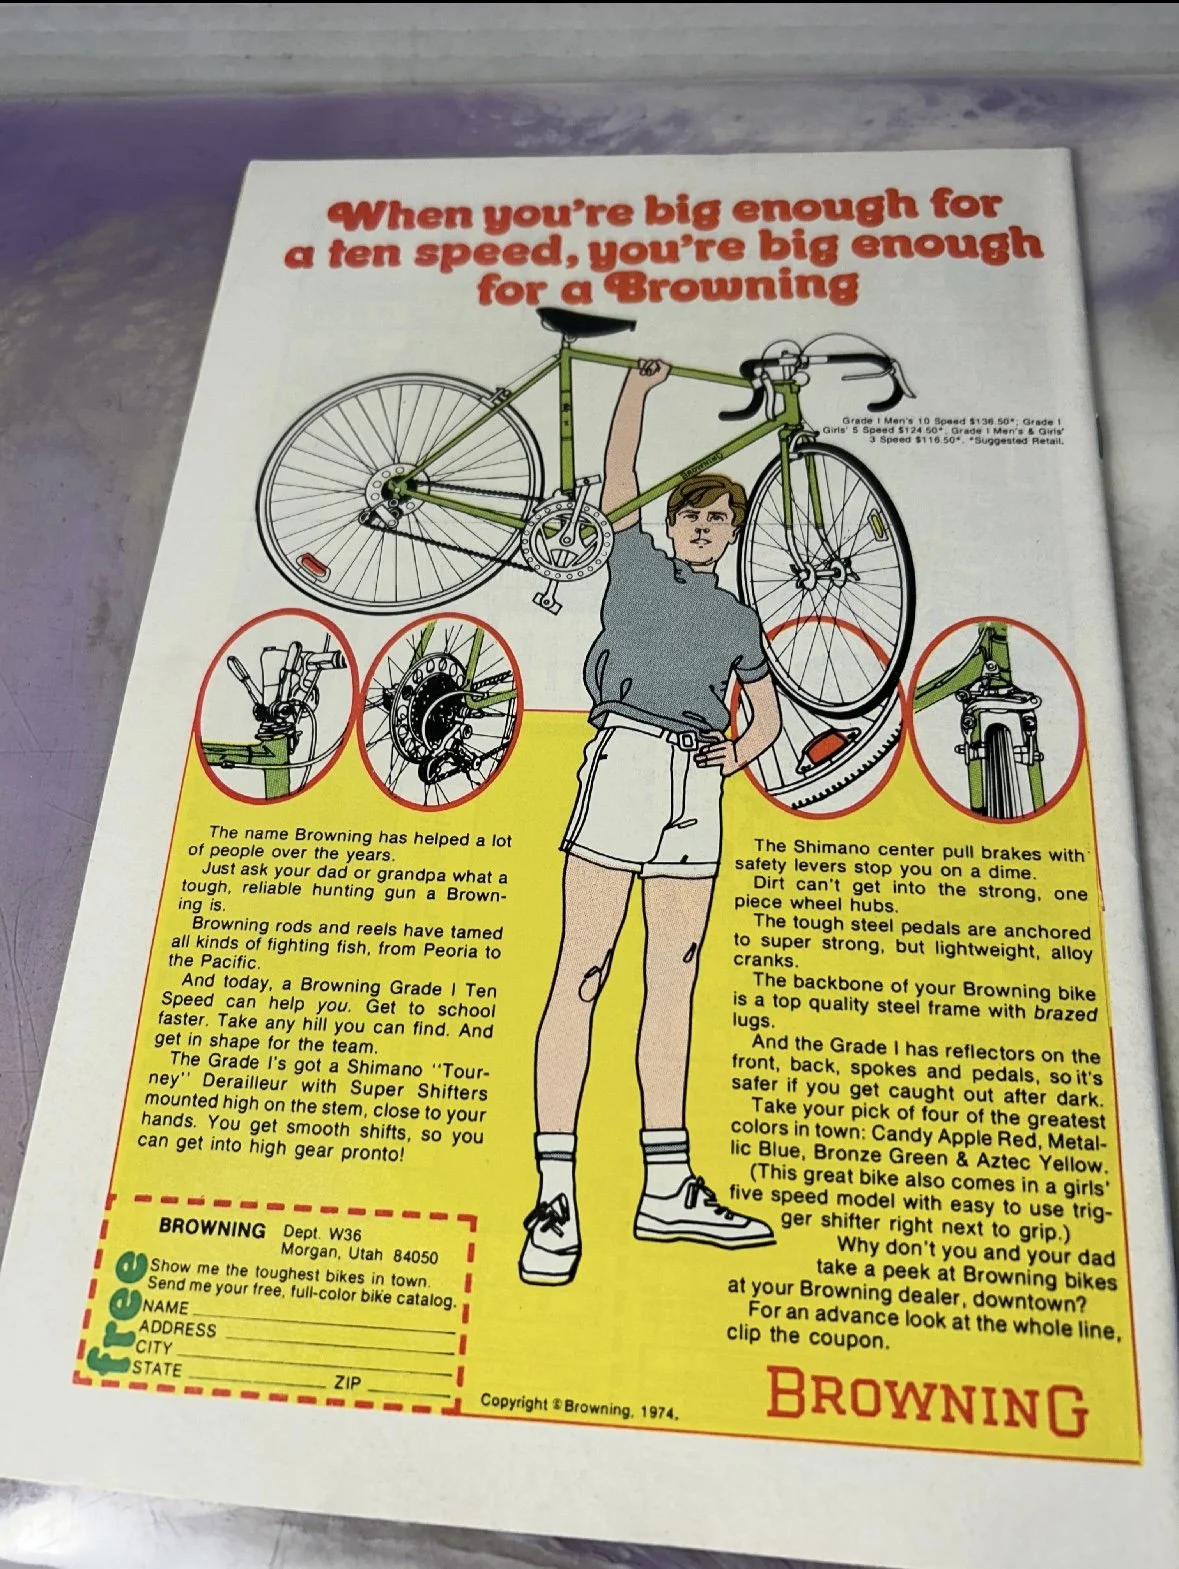 When you're big enough for
a ten speed, you're big enough
for a Browning
Grade I Men's 10 Speed $136.50*; Grade I
Girls' 5 Speed $124.50*, Grade I Men's & Girls'
3 Speed $116.50*. *Suggested Retail.
BROWNING
The name Browning has helped a lot
of people over the years.
Just ask your dad or grandpa what a
tough, reliable hunting gun a Brown-
ing is.
Browning rods and reels have tamed
all kinds of fighting fish, from Peoria to
the Pacific.
And today, a Browning Grade I Ten
Speed can help you. Get to school
faster. Take any hill you can find. And
get in shape for the team.
The Grade I's got a Shimano "Tour-
ney" Derailleur with Super Shifters
mounted high on the stem, close to your
hands. You get smooth shifts, so you
can get into high gear pronto!
The Shimano center pull brakes with
safety levers stop you on a dime.
Dirt can't get into the strong, one
piece wheel hubs.
The tough steel pedals are anchored
to super strong, but lightweight, alloy
cranks.
The backbone of your Browning bike
is a top quality steel frame with brazed
lugs.
And the Grade I has reflectors on the
front, back, spokes and pedals, so it's
safer if you get caught out after dark.
Take your pick of four of the greatest
colors in town: Candy Apple Red, Metal-
lic Blue, Bronze Green & Aztec Yellow.
(This great bike also comes in a girls'
five speed model with easy to use trig-
ger shifter right next to grip.)
Why don't you and your dad
take a peek at Browning bikes
at your Browning dealer, downtown?
For an advance look at the whole line,
clip the coupon.
free
BROWNING Dept. W36
Morgan, Utah 84050
Show me the toughest bikes in town.
Send me your free, full-color bike catalog.
NAME
ADDRESS
CITY
STATE ZIP
Copyright © Browning, 1974.
BROWNING